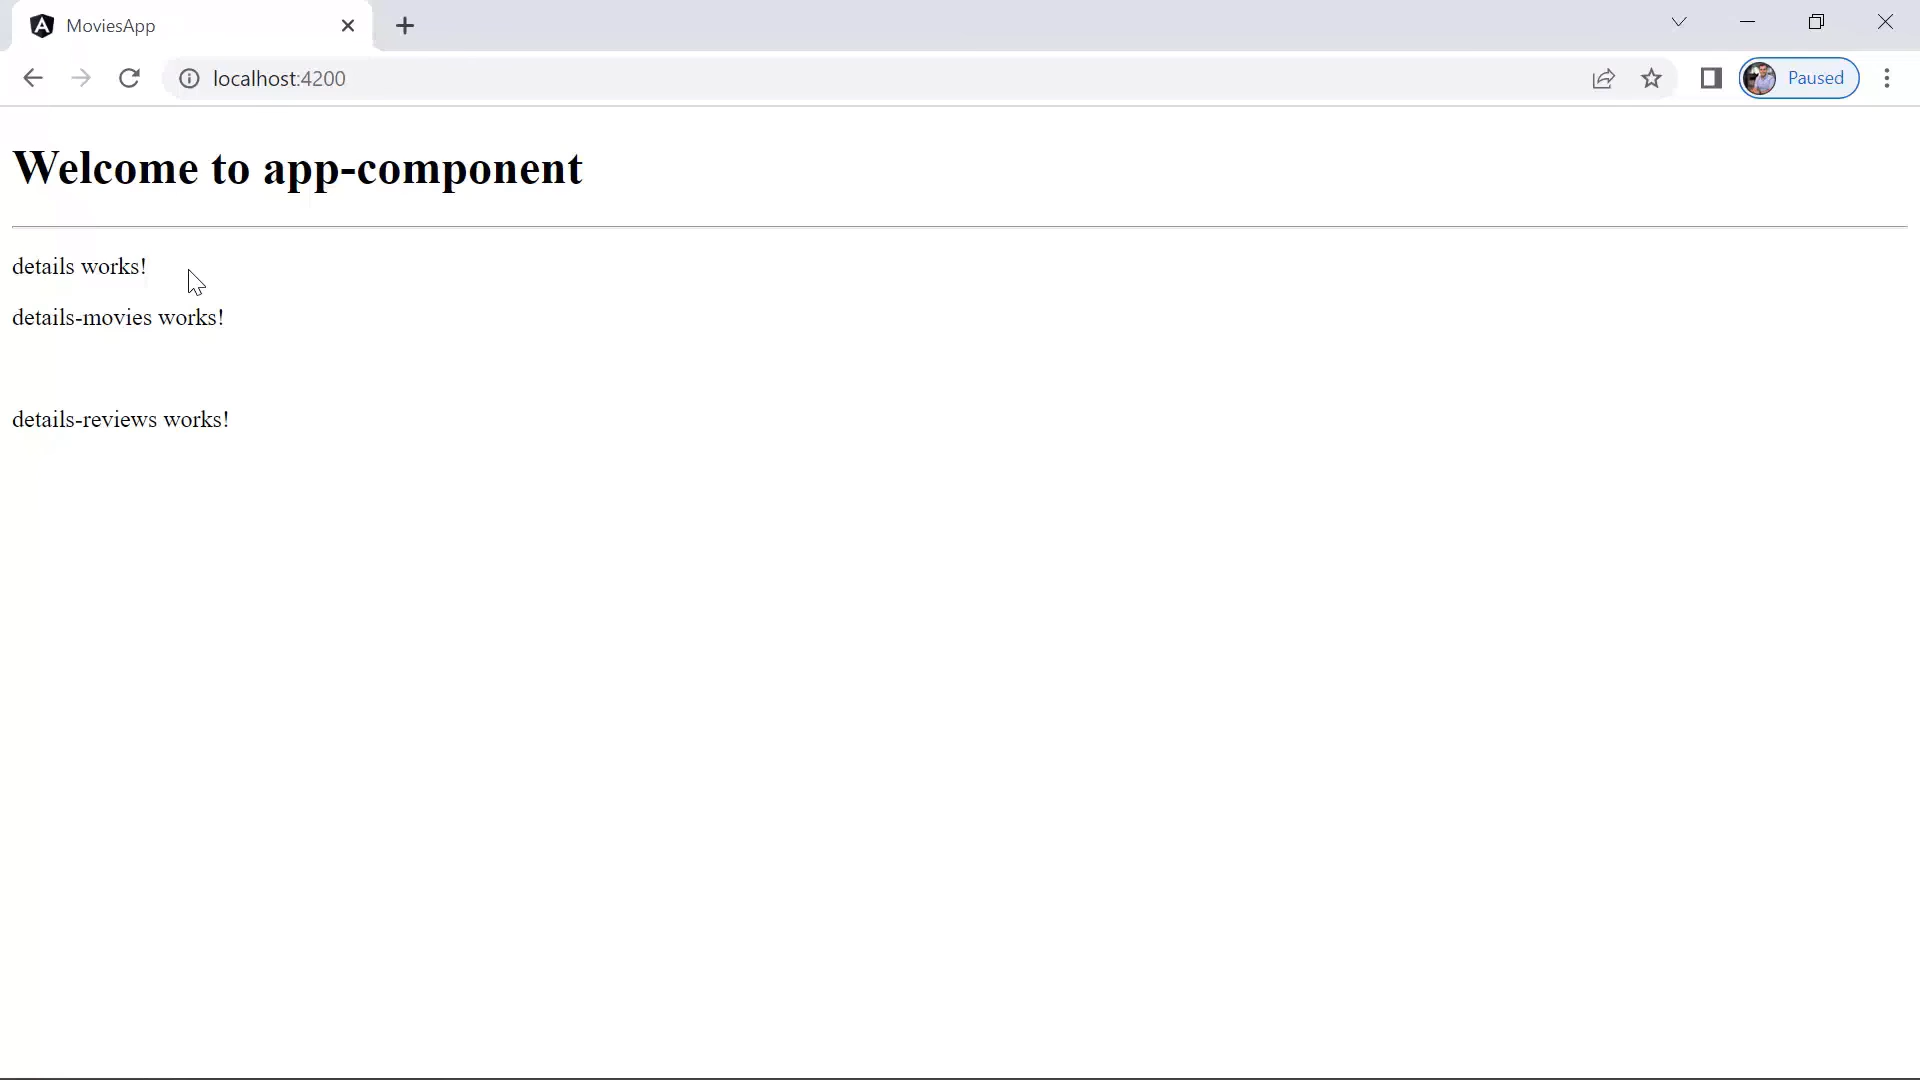 MoviesApp
localhost:4200
Paused
Welcome to app-component
details works!
details-movies works!
details-reviews works!